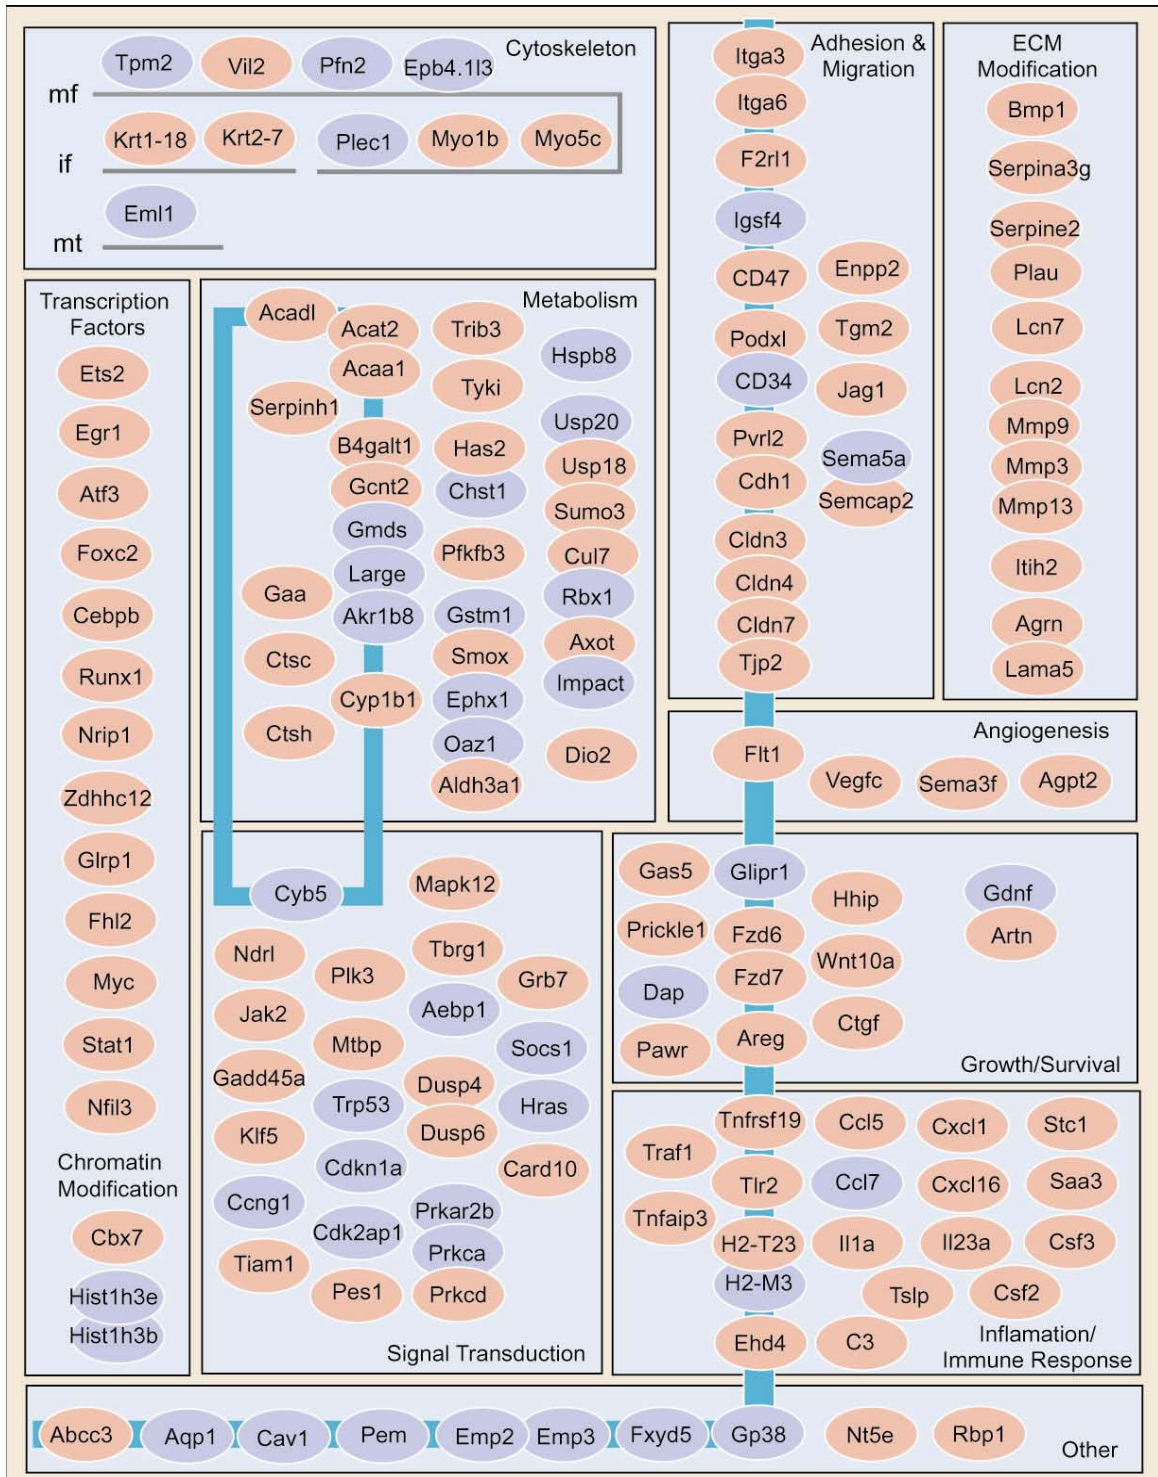 Cytoskeleton
Tpm2 Vil2 Pfn2 Epb4.1l3
mf
Krt1-18 Krt2-7 Plec1 Myo1b Myo5c
if
Eml1
mt
Adhesion &
Migration
Itga3
Itga6
F2rl1
Igsf4
CD47
Podxl
CD34
Pvrl2
Cdh1
Cldn3
Cldn4
Cldn7
Tjp2
Enpp2
Tgm2
Jag1
Sema5a
Semcap2
ECM
Modification
Bmp1
Serpina3g
Serpine2
Plau
Lcn7
Lcn2
Mmp9
Mmp3
Mmp13
Itih2
Agrn
Lama5
Transcription
Factors
Ets2
Egr1
Atf3
Foxc2
Cebpb
Runx1
Nrip1
Zdhhc12
Glrp1
Fhl2
Myc
Stat1
Nfil3
Chromatin
Modification
Cbx7
Hist1h3e
Hist1h3b
Metabolism
Acadl
Serpinh1
Gaa
Ctsc
Ctsh
Acat2
Acaa1
B4galt1
Gcnt2
Gmds
Large
Akr1b8
Cyp1b1
Trib3
Tyki
Has2
Chst1
Pfkfb3
Gstm1
Smox
Ephx1
Oaz1
Aldh3a1
Hspb8
Usp20
Usp18
Sumo3
Cul7
Rbx1
Axot
Impact
Dio2
Angiogenesis
Flt1 Vegfc Sema3f Agpt2
Cyb5
Ndrl
Jak2
Gadd45a
Klf5
Ccng1
Tiam1
Plk3
Mtbp
Trp53
Cdkn1a
Cdk2ap1
Pes1
Mapk12
Tbrg1
Aebp1
Dusp4
Dusp6
Prkar2b
Prkca
Prkcd
Grb7
Socs1
Hras
Card10
Signal Transduction
Gas5
Prickle1
Dap
Pawr
Glipr1
Fzd6
Fzd7
Areg
Hhip
Wnt10a
Ctgf
Gdnf
Artn
Growth/Survival
Traf1
Tnfaip3
Tnfrsf19
Tlr2
H2-T23
H2-M3
Ehd4
Ccl5 Cxcl1 Stc1
Ccl7 Cxcl16 Saa3
Il1a Il23a Csf3
Tslp Csf2
C3
Inflamation/
Immune Response
Abcc3 Aqp1 Cav1 Pem Emp2 Emp3 Fxyd5 Gp38 Nt5e Rbp1
Other